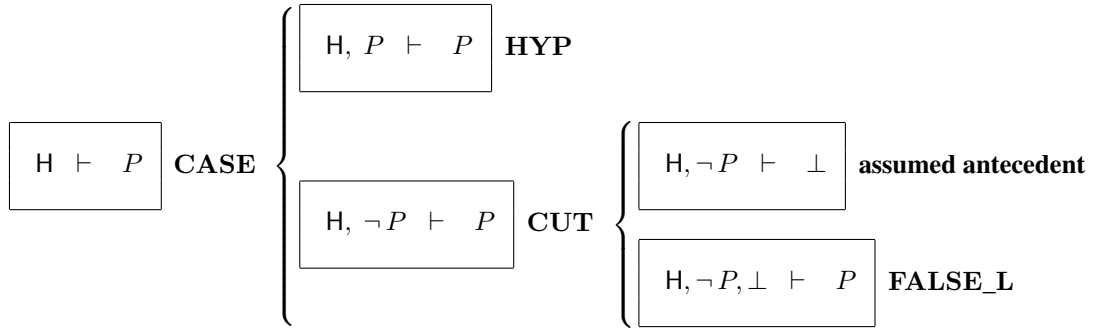 H, P ⊢ P HYP
H ⊢ P CASE
H, ¬ P ⊢ P CUT
H, ¬ P ⊢ ⊥ assumed antecedent
H, ¬ P, ⊥ ⊢ P FALSE_L